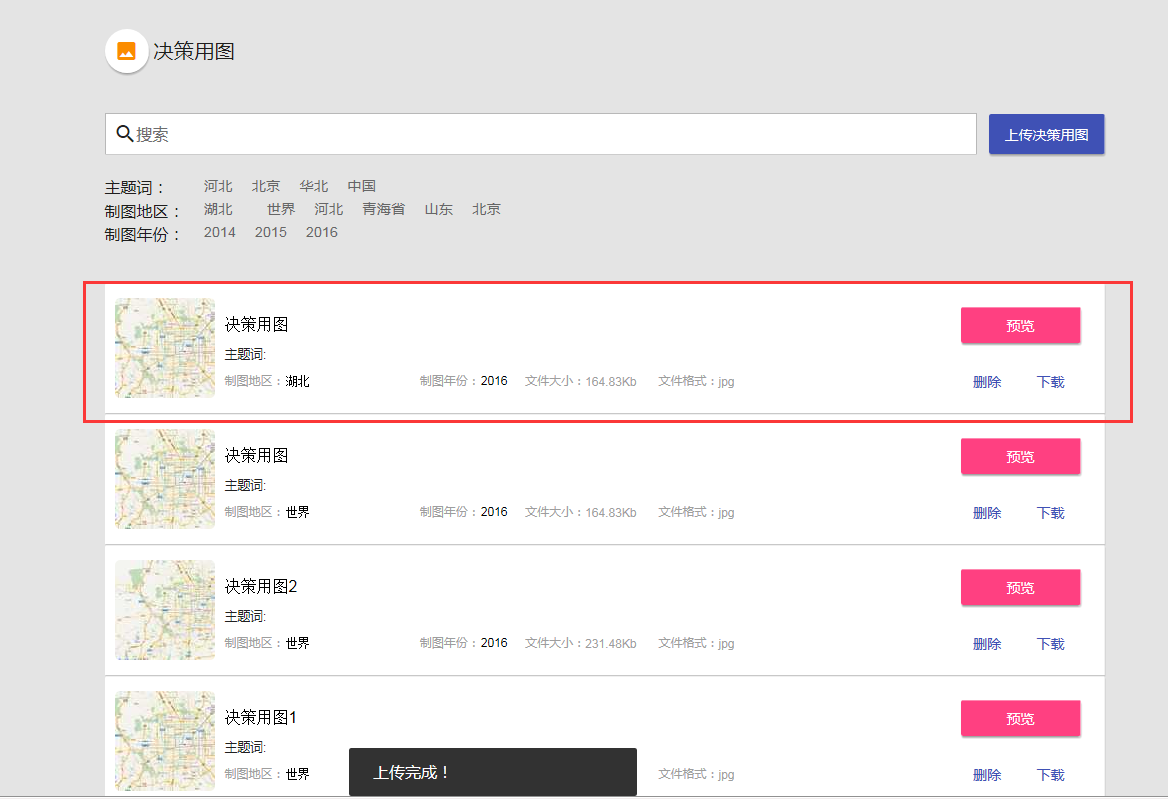 决策用图
搜索
上传决策用图
主题词： 河北 北京 华北 中国
制图地区： 湖北 世界 河北 青海省 山东 北京
制图年份： 2014 2015 2016
决策用图
预览
主题词:
制图地区：湖北 制图年份：2016 文件大小：164.83Kb 文件格式：jpg 删除 下载
决策用图
预览
主题词:
制图地区：世界 制图年份：2016 文件大小：164.83Kb 文件格式：jpg 删除 下载
决策用图2
预览
主题词:
制图地区：世界 制图年份：2016 文件大小：231.48Kb 文件格式：jpg 删除 下载
决策用图1
预览
主题词:
制图地区：世界 文件格式：jpg 删除 下载
上传完成！